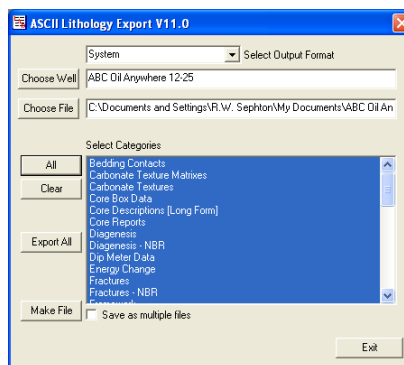 ASCII Lithology Export V11.0
System Select Output Format
Choose Well ABC Oil Anywhere 12-25
Choose File C:\Documents and Settings\R.W. Sephton\My Documents\ABC Oil An
Select Categories
All
Clear
Export All
Make File
Bedding Contacts
Carbonate Texture Matrixes
Carbonate Textures
Core Box Data
Core Descriptions [Long Form]
Core Reports
Diagenesis
Diagenesis - NBR
Dip Meter Data
Energy Change
Fractures
Fractures - NBR
Framework
Save as multiple files
Exit